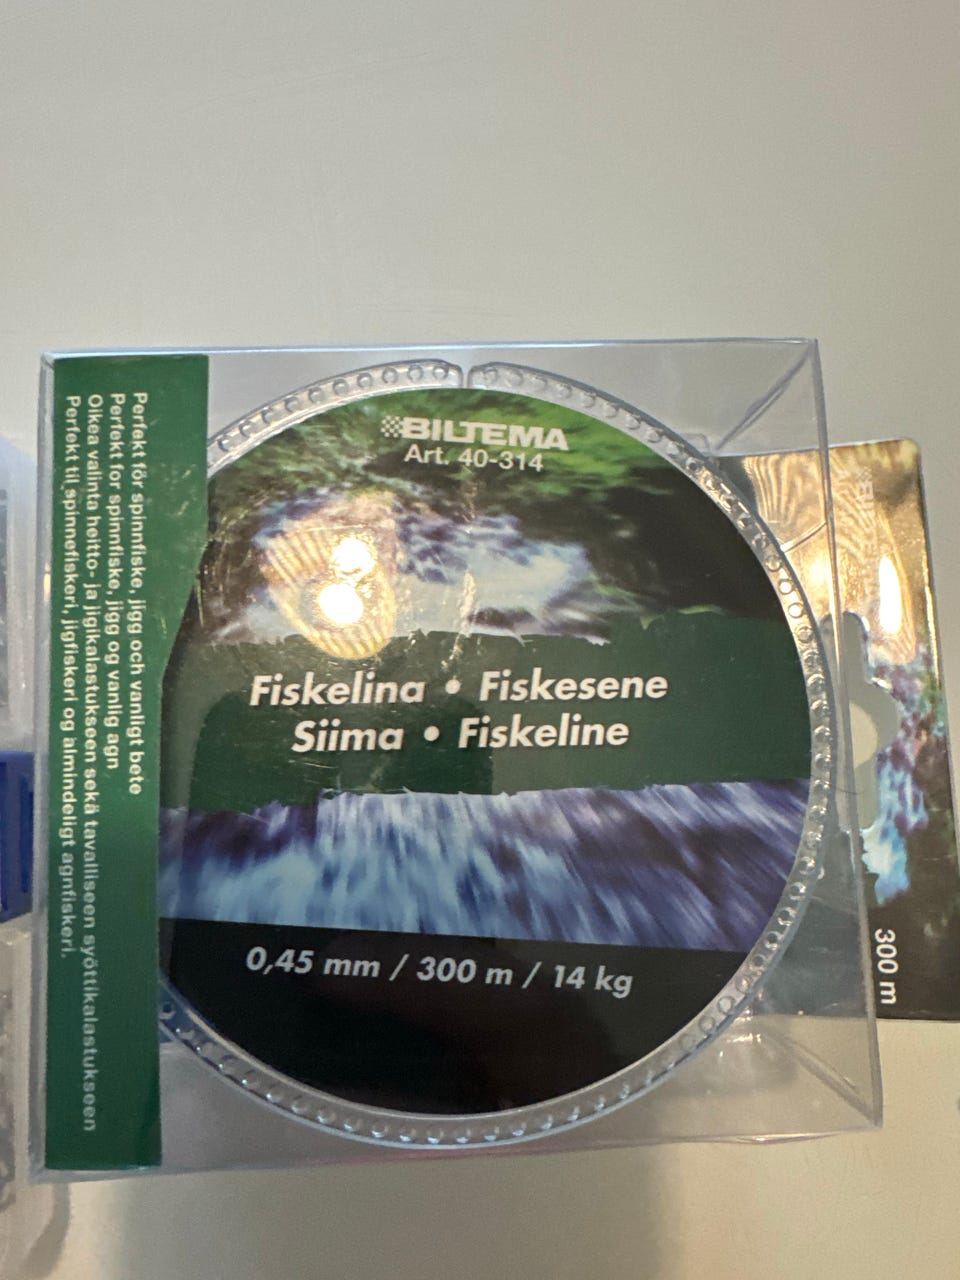 BILTEMA
Art. 40-314
Fiskelina • Fiskesene
Siima • Fiskeline
0,45 mm / 300 m / 14 kg
Perfekt för spinnfiske, jigg och vanligt bete
Perfekt for spinnfiske, jigg og vanlig agn
Oikea valinta heitto- ja jigikalastukseen sekä tavalliseen syöttikalastukseen
Perfekt til spinnefiskeri, jigfiskeri og almindeligt agnfiskeri.
300 m